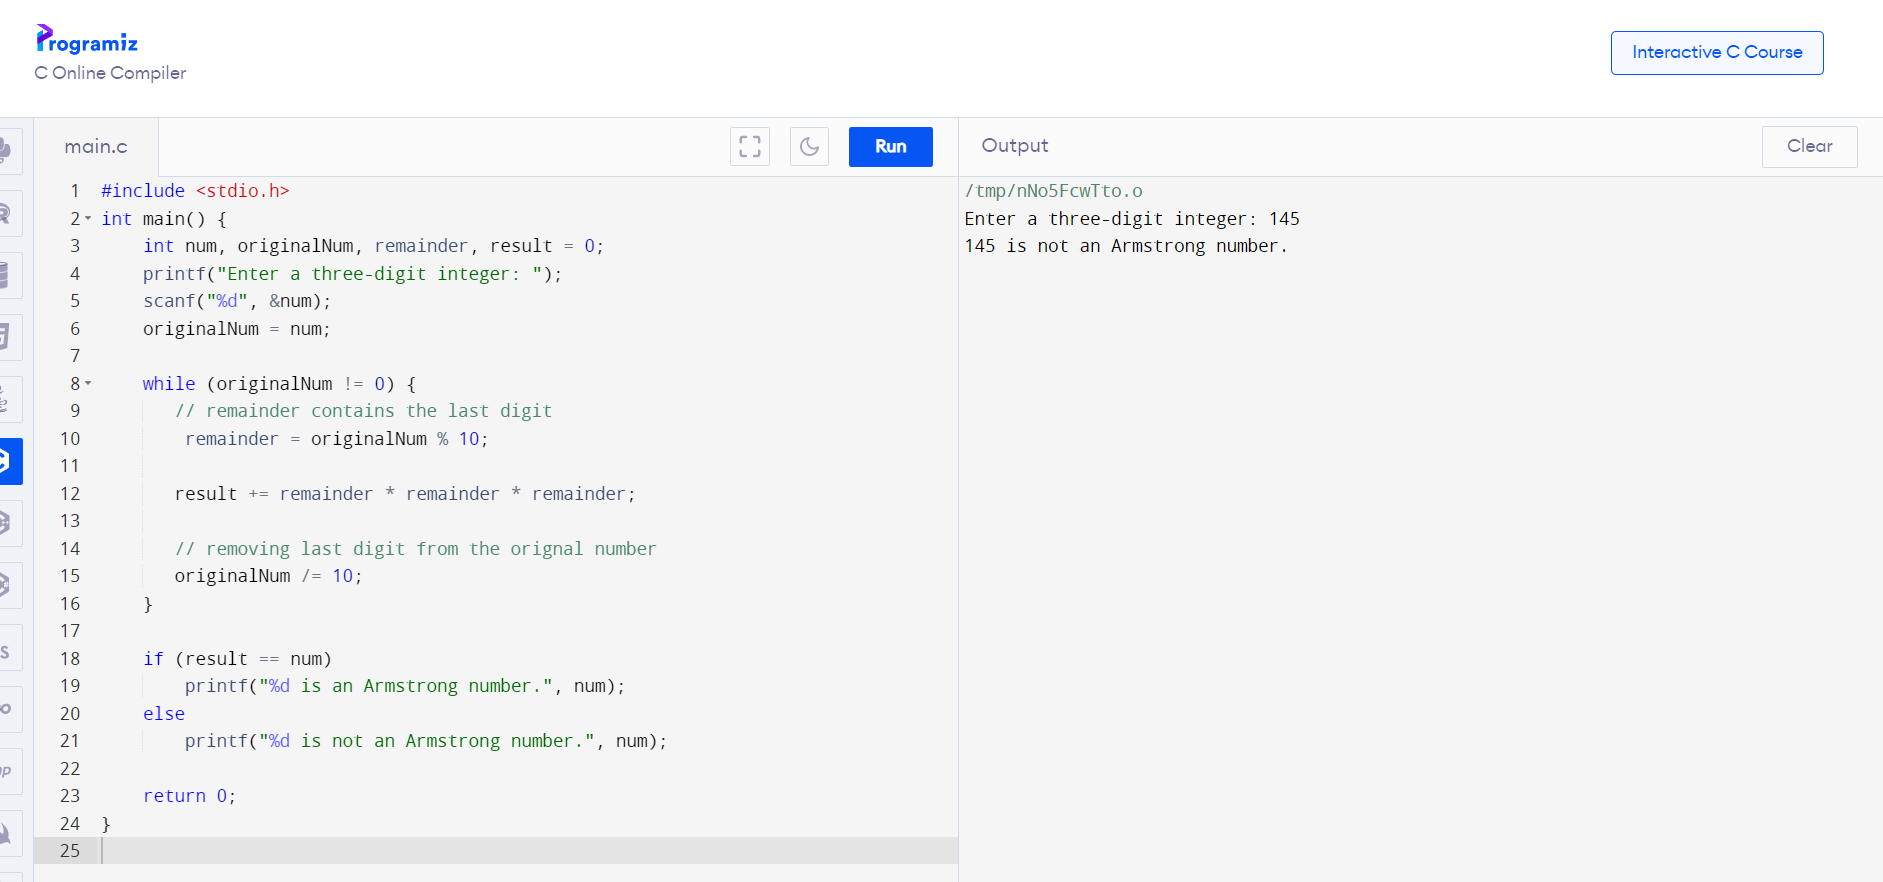 Programiz
C Online Compiler
Interactive C Course
main.c
Run
Output
Clear
1 #include <stdio.h>
2 int main() {
3 int num, originalNum, remainder, result = 0;
4 printf("Enter a three-digit integer: ");
5 scanf("%d", &num);
6 originalNum = num;
7
8 while (originalNum != 0) {
9 // remainder contains the last digit
10 remainder = originalNum % 10;
11
12 result += remainder * remainder * remainder;
13
14 // removing last digit from the orignal number
15 originalNum /= 10;
16 }
17
18 if (result == num)
19 printf("%d is an Armstrong number.", num);
20 else
21 printf("%d is not an Armstrong number.", num);
22
23 return 0;
24 }
25
/tmp/nNo5FcwTto.o
Enter a three-digit integer: 145
145 is not an Armstrong number.